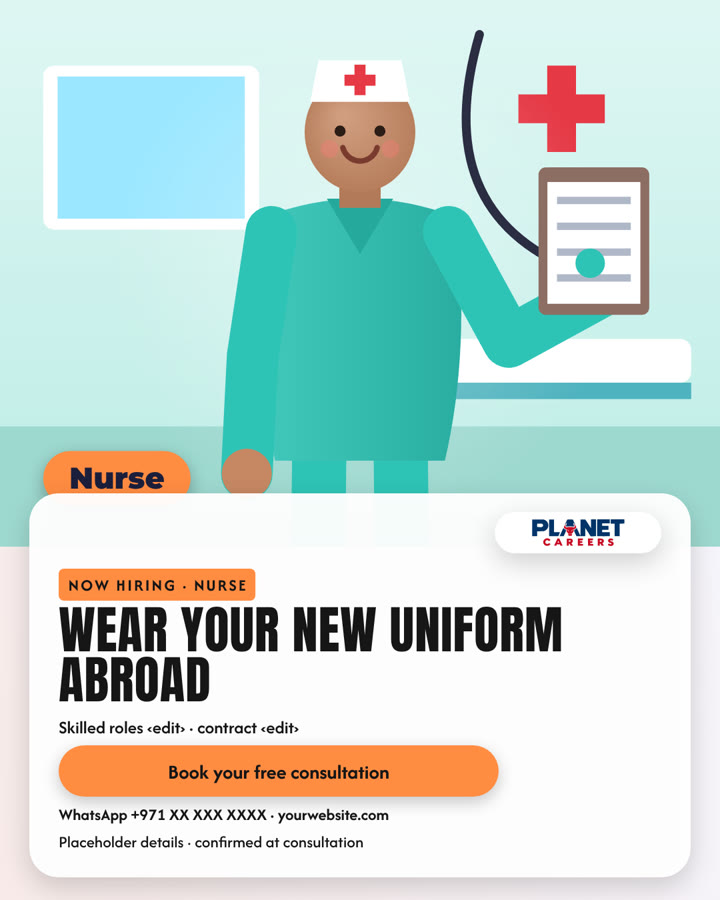 Nurse
PLANET
CAREERS
NOW HIRING · NURSE
WEAR YOUR NEW UNIFORM
ABROAD
Skilled roles ‹edit› · contract ‹edit›
Book your free consultation
WhatsApp +971 XX XXX XXXX · yourwebsite.com
Placeholder details · confirmed at consultation